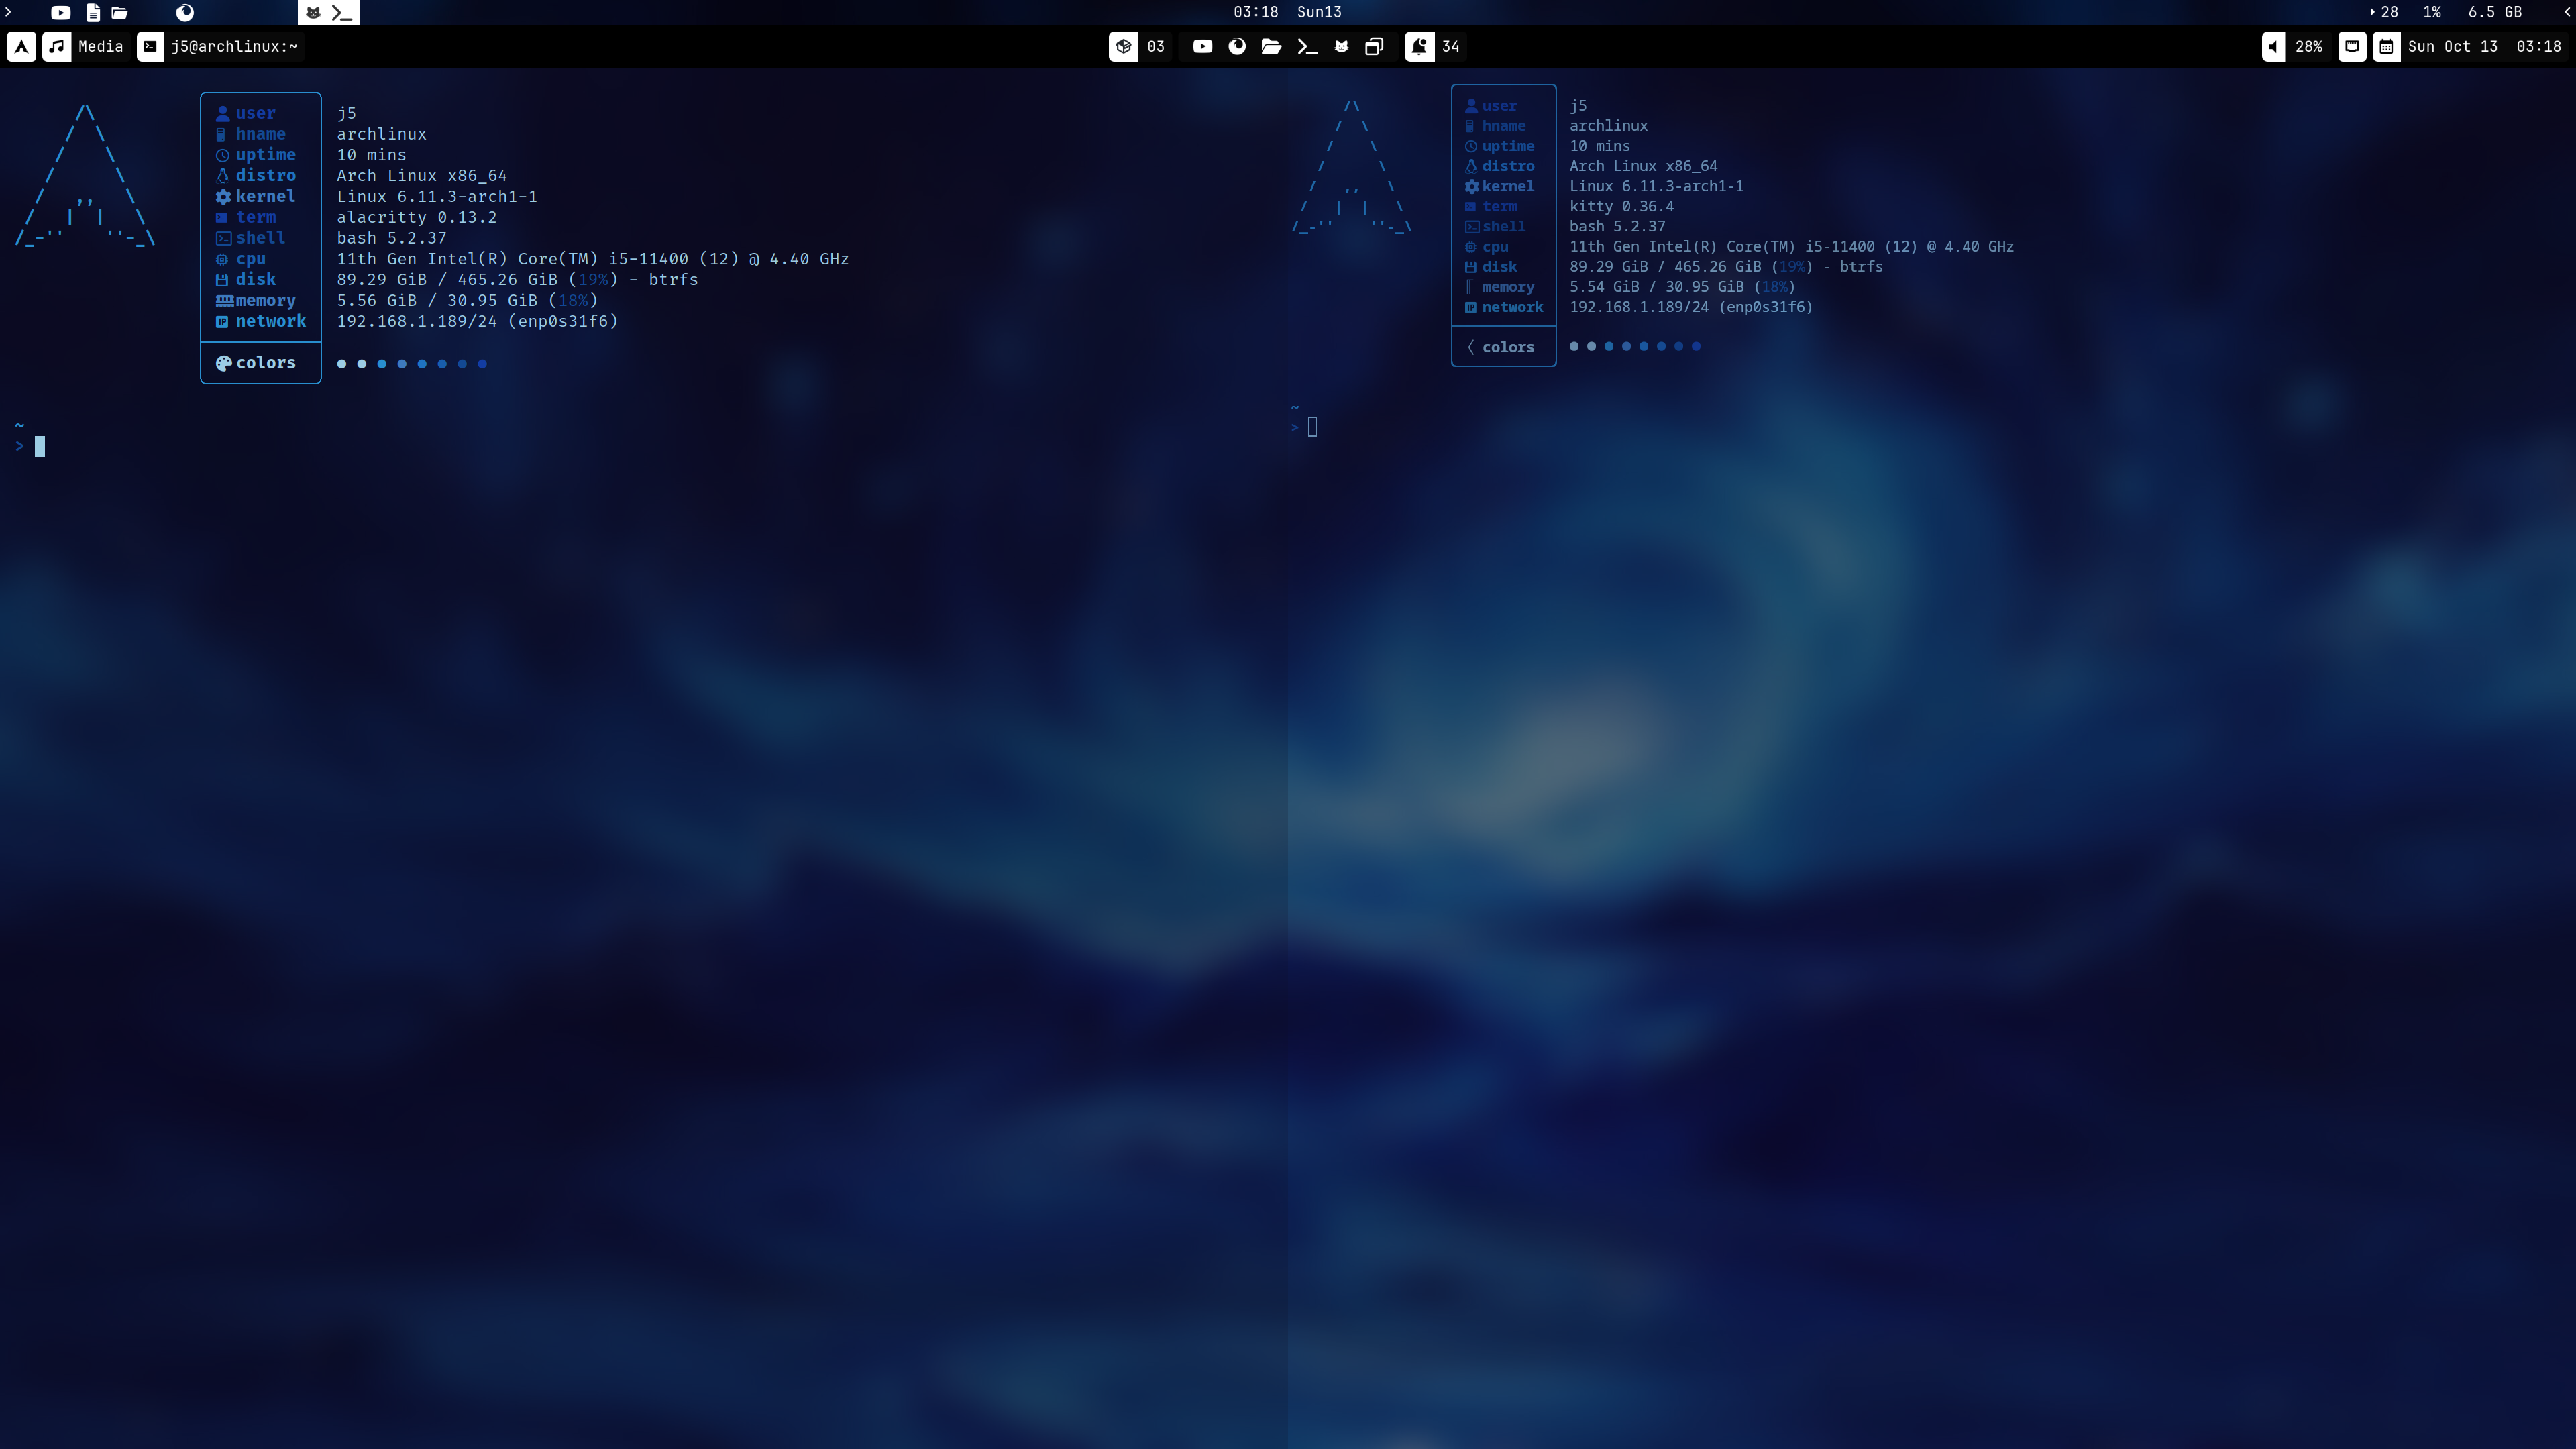 03:18 Sun13
28 1% 6.5 GB
Media j5@archlinux:~
03 34
28% Sun Oct 13 03:18
/\
/  \
/    \
/      \
/   ,,   \
/   |  |   \
/_-''    ''-_\
user j5
hname archlinux
uptime 10 mins
distro Arch Linux x86_64
kernel Linux 6.11.3-arch1-1
term alacritty 0.13.2
shell bash 5.2.37
cpu 11th Gen Intel(R) Core(TM) i5-11400 (12) @ 4.40 GHz
disk 89.29 GiB / 465.26 GiB (19%) - btrfs
memory 5.56 GiB / 30.95 GiB (18%)
network 192.168.1.189/24 (enp0s31f6)
colors
~
>
/\
/  \
/    \
/      \
/   ,,   \
/   |  |   \
/_-''    ''-_\
user j5
hname archlinux
uptime 10 mins
distro Arch Linux x86_64
kernel Linux 6.11.3-arch1-1
term kitty 0.36.4
shell bash 5.2.37
cpu 11th Gen Intel(R) Core(TM) i5-11400 (12) @ 4.40 GHz
disk 89.29 GiB / 465.26 GiB (19%) - btrfs
memory 5.54 GiB / 30.95 GiB (18%)
network 192.168.1.189/24 (enp0s31f6)
colors
~
>